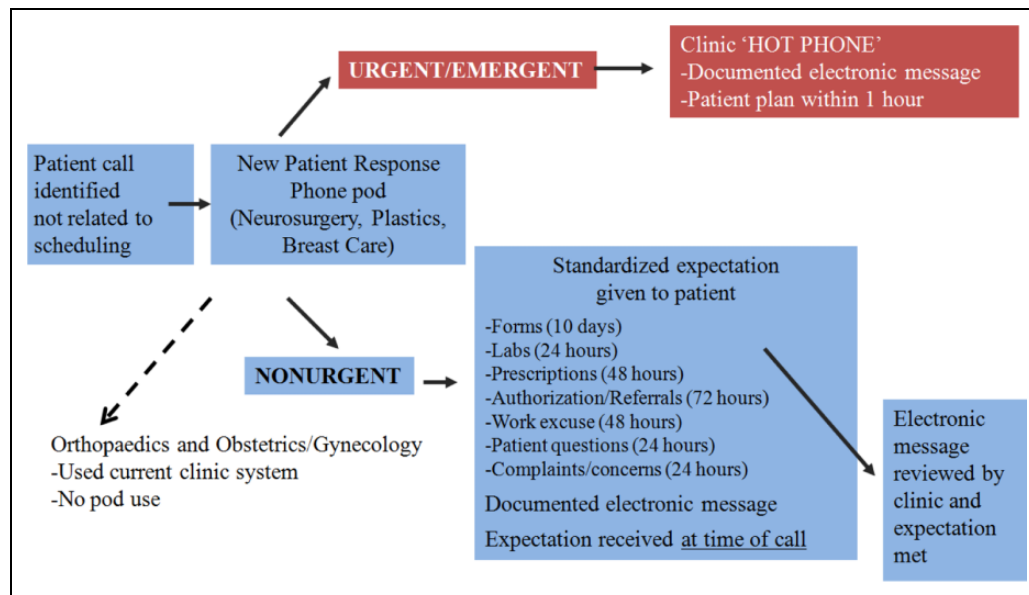 URGENT/EMERGENT
Clinic ‘HOT PHONE’
-Documented electronic message
-Patient plan within 1 hour
Patient call
identified
not related to
scheduling
New Patient Response
Phone pod
(Neurosurgery, Plastics,
Breast Care)
NONURGENT
Standardized expectation
given to patient
-Forms (10 days)
-Labs (24 hours)
-Prescriptions (48 hours)
-Authorization/Referrals (72 hours)
-Work excuse (48 hours)
-Patient questions (24 hours)
-Complaints/concerns (24 hours)
Documented electronic message
Expectation received at time of call
Orthopaedics and Obstetrics/Gynecology
-Used current clinic system
-No pod use
Electronic
message
reviewed by
clinic and
expectation
met